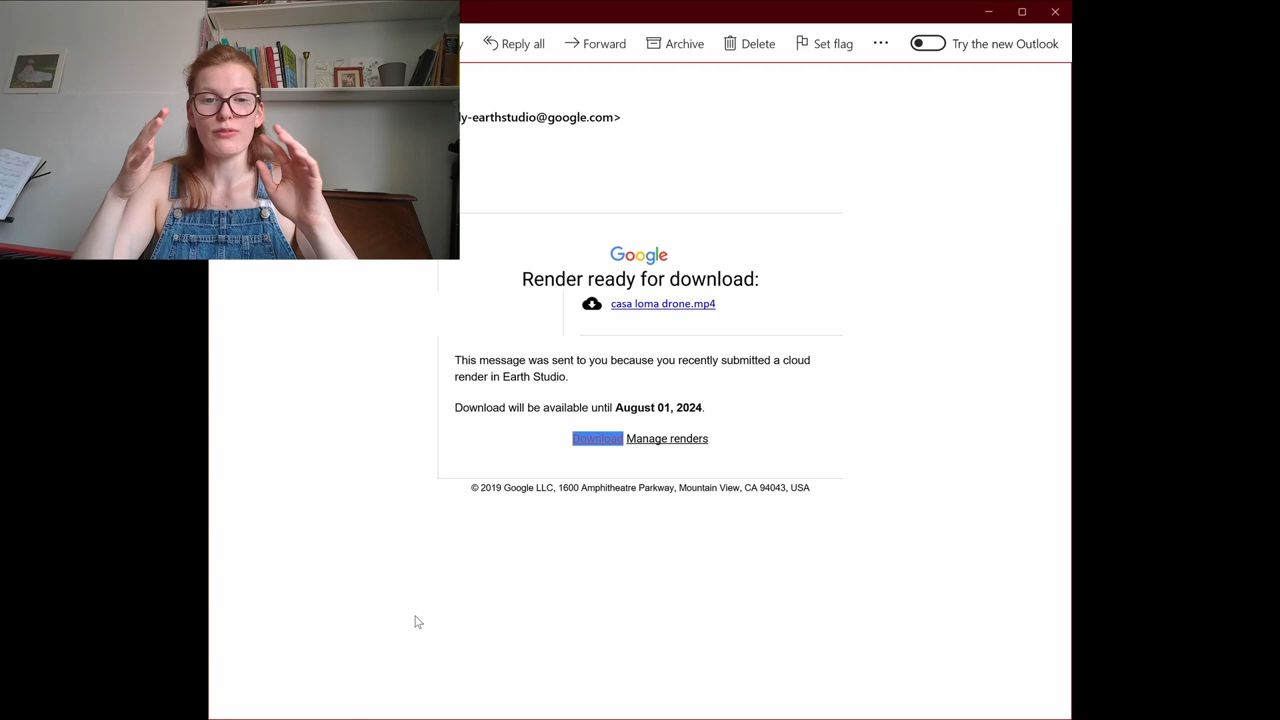 Reply all
Forward
Archive
Delete
Set flag
Try the new Outlook
ly-earthstudio@google.com>
Google
Render ready for download:
casa loma drone.mp4
This message was sent to you because you recently submitted a cloud
render in Earth Studio.
Download will be available until August 01, 2024.
Download Manage renders
© 2019 Google LLC, 1600 Amphitheatre Parkway, Mountain View, CA 94043, USA